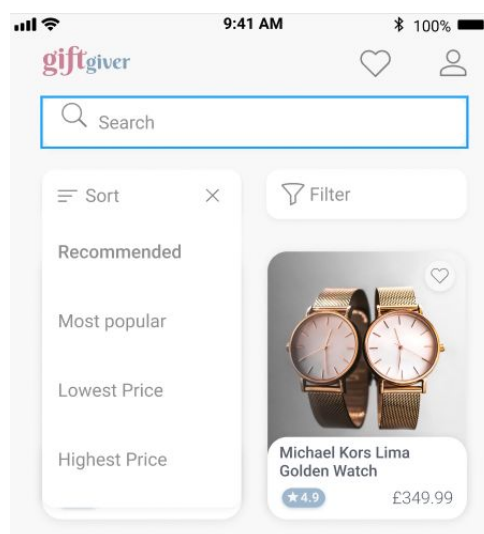 9:41 AM 100%
giftgiver
Search
Sort
Filter
Recommended
Most popular
Lowest Price
Highest Price
Michael Kors Lima
Golden Watch
★4.9 £349.99